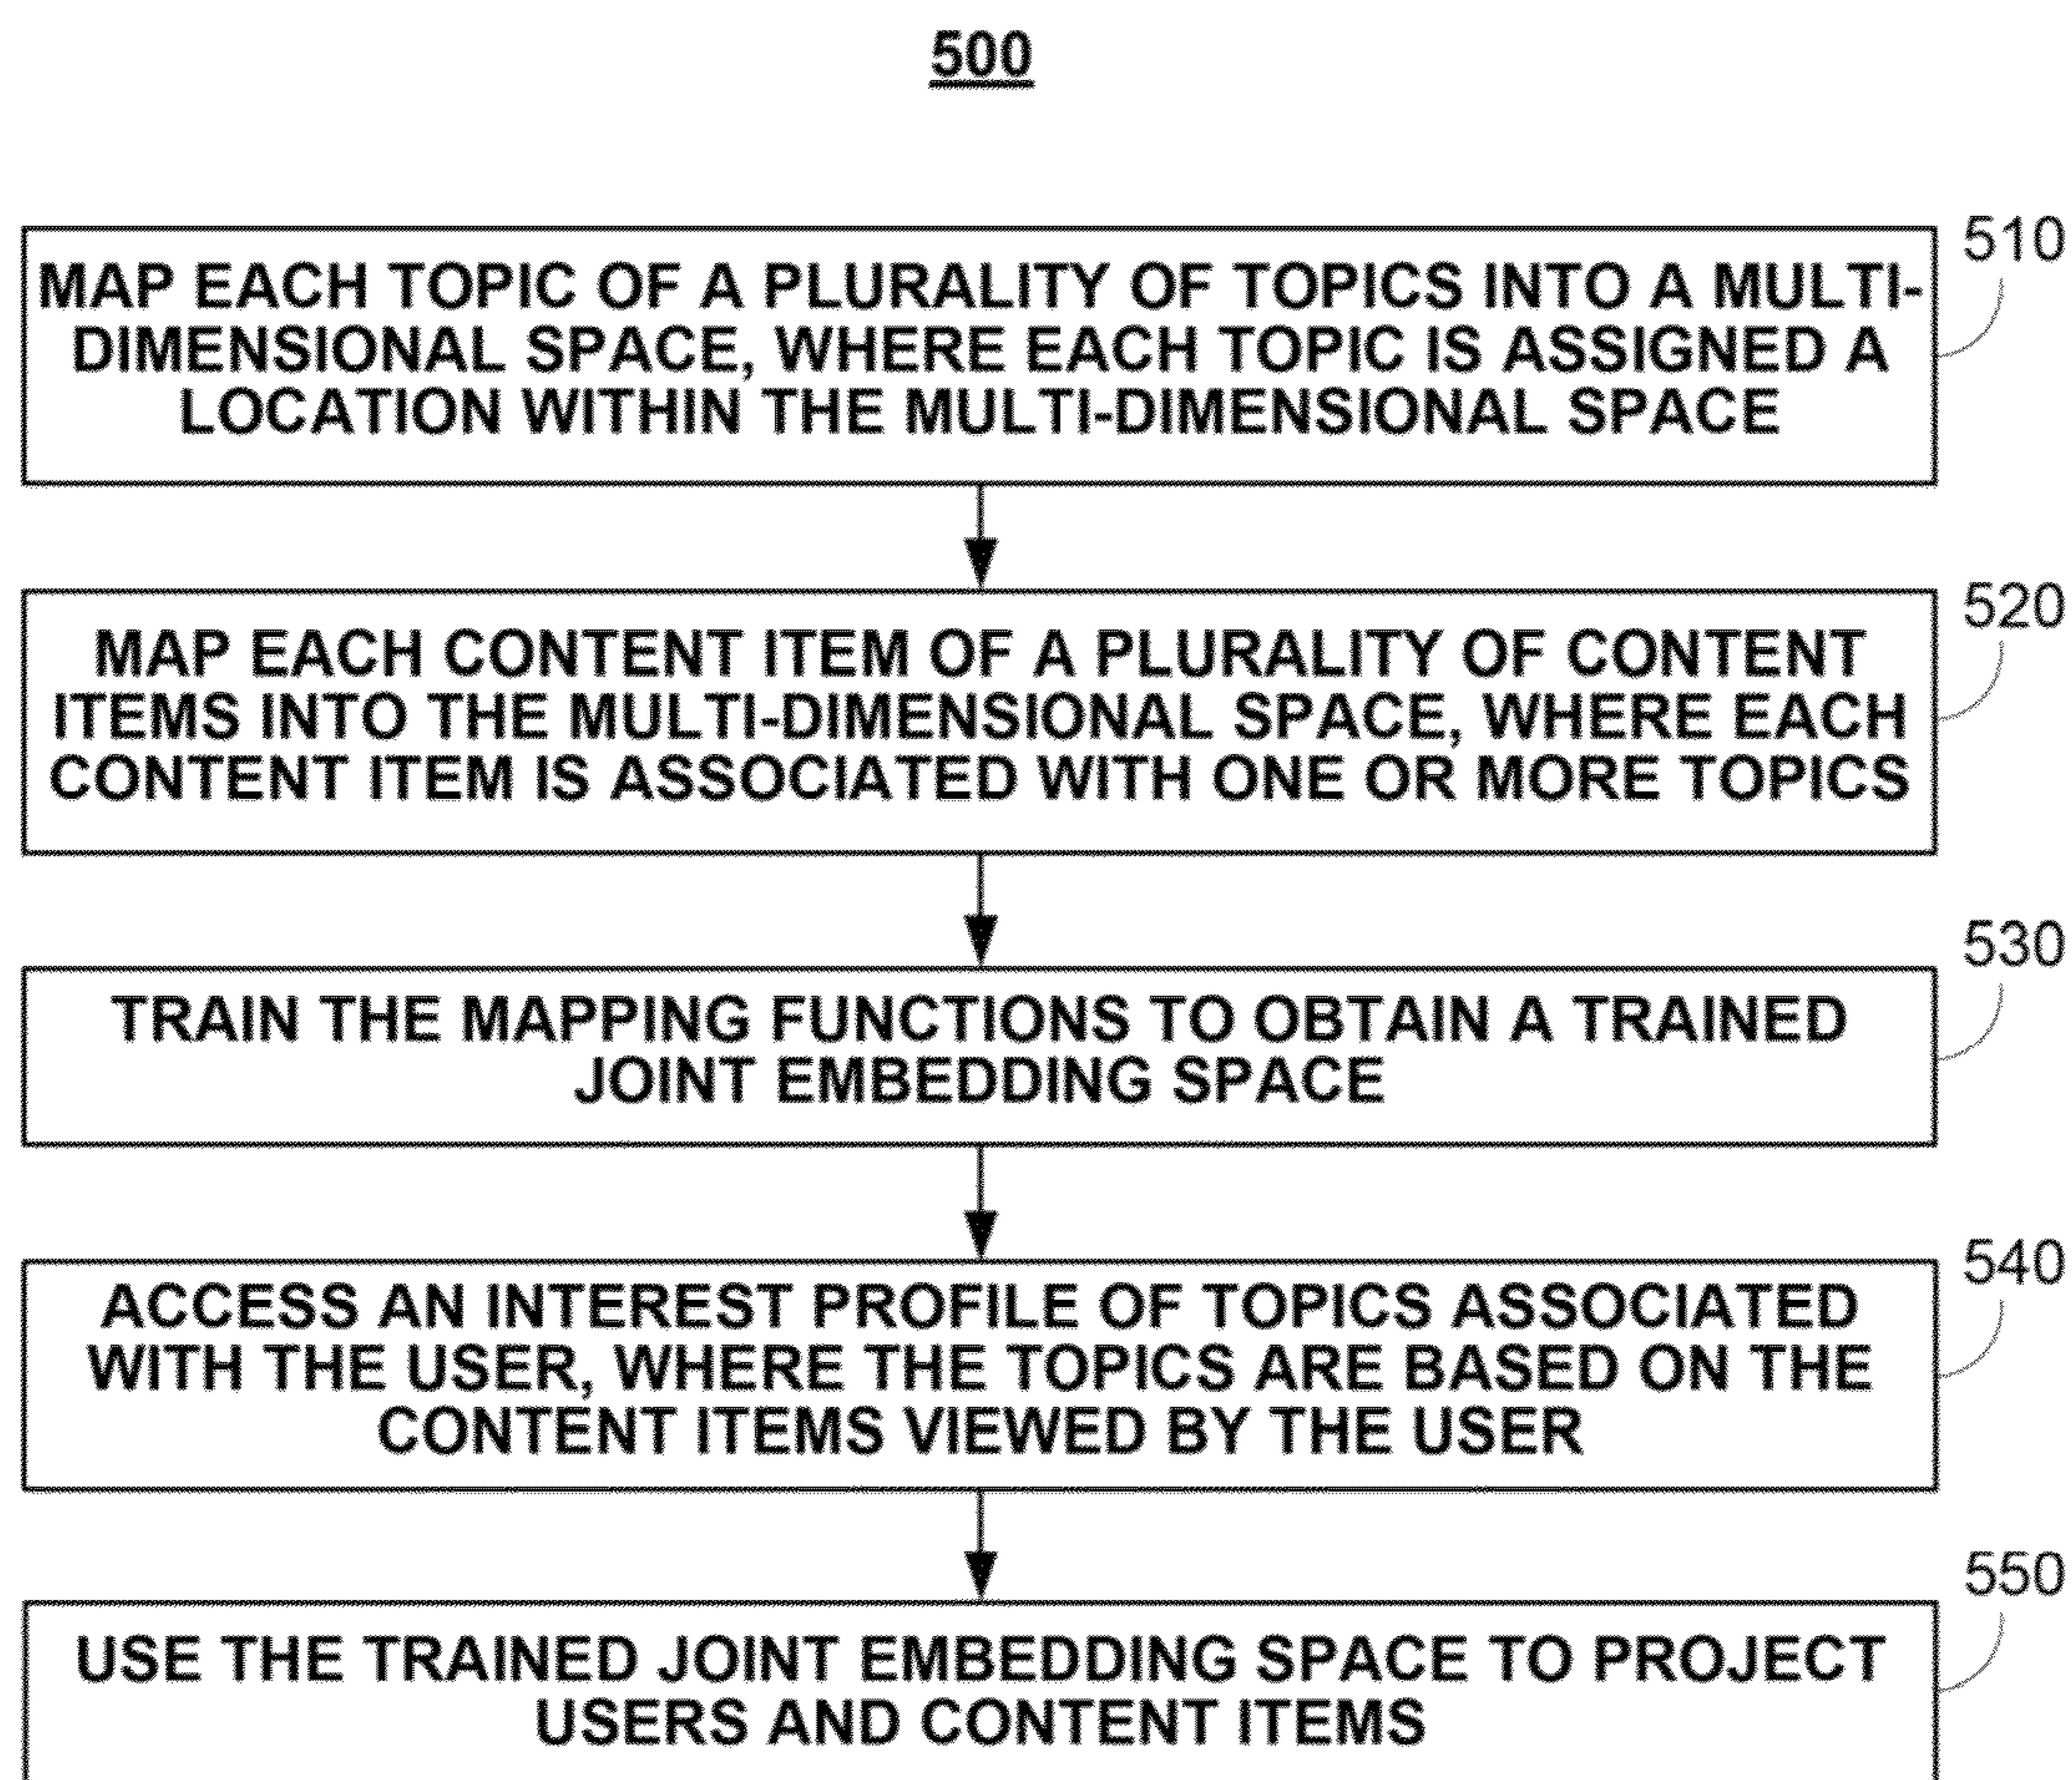 500
510
MAP EACH TOPIC OF A PLURALITY OF TOPICS INTO A MULTI-
DIMENSIONAL SPACE, WHERE EACH TOPIC IS ASSIGNED A
LOCATION WITHIN THE MULTI-DIMENSIONAL SPACE
520
MAP EACH CONTENT ITEM OF A PLURALITY OF CONTENT
ITEMS INTO THE MULTI-DIMENSIONAL SPACE, WHERE EACH
CONTENT ITEM IS ASSOCIATED WITH ONE OR MORE TOPICS
530
TRAIN THE MAPPING FUNCTIONS TO OBTAIN A TRAINED
JOINT EMBEDDING SPACE
540
ACCESS AN INTEREST PROFILE OF TOPICS ASSOCIATED
WITH THE USER, WHERE THE TOPICS ARE BASED ON THE
CONTENT ITEMS VIEWED BY THE USER
550
USE THE TRAINED JOINT EMBEDDING SPACE TO PROJECT
USERS AND CONTENT ITEMS